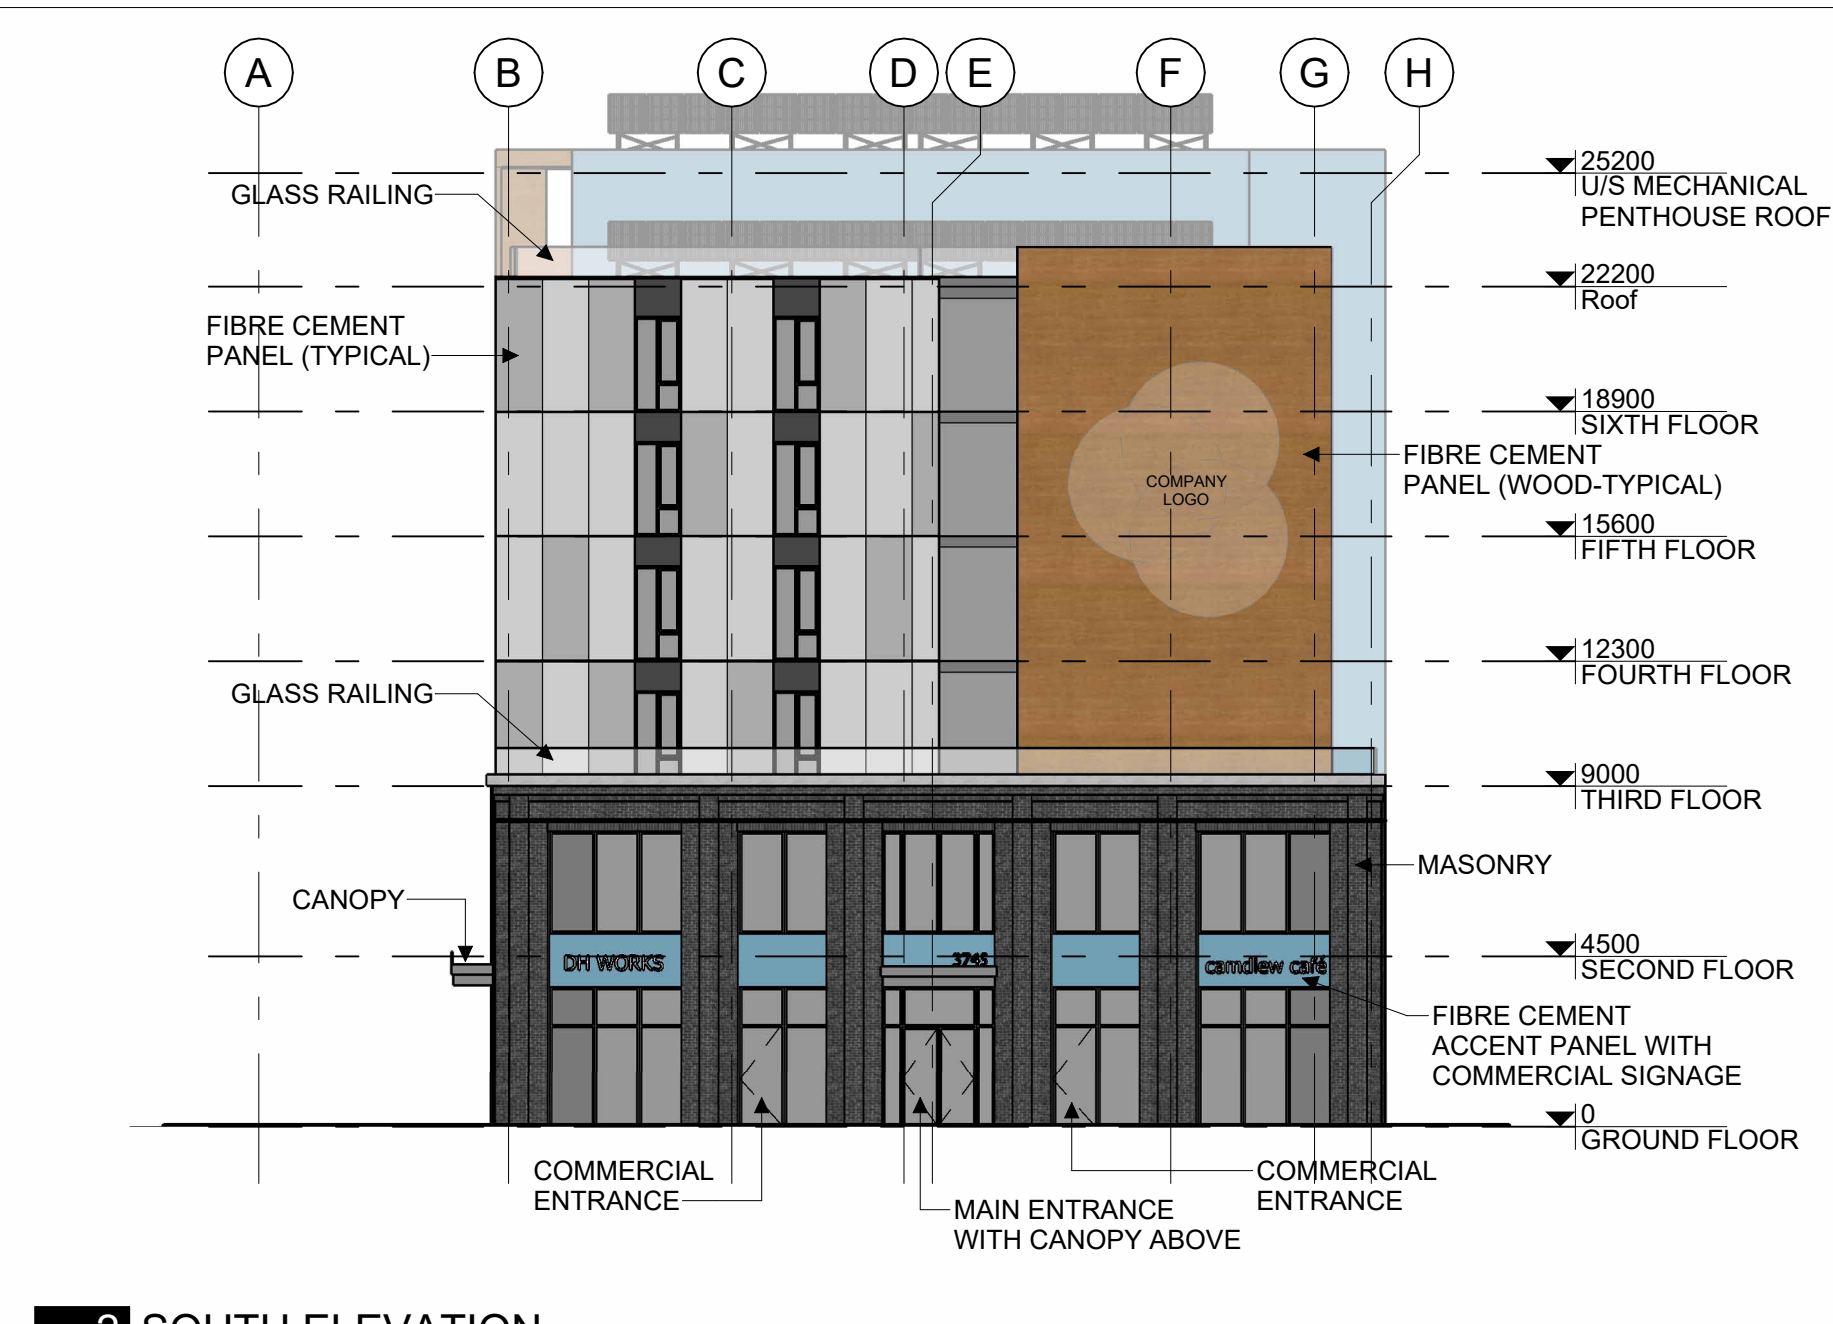 A B C D E F G H
25200
U/S MECHANICAL
PENTHOUSE ROOF
GLASS RAILING
22200
Roof
FIBRE CEMENT
PANEL (TYPICAL)
18900
SIXTH FLOOR
FIBRE CEMENT
PANEL (WOOD-TYPICAL)
COMPANY
LOGO
15600
FIFTH FLOOR
12300
FOURTH FLOOR
GLASS RAILING
9000
THIRD FLOOR
MASONRY
CANOPY
4500
SECOND FLOOR
DH WORKS
3745
camdlew café
FIBRE CEMENT
ACCENT PANEL WITH
COMMERCIAL SIGNAGE
0
GROUND FLOOR
COMMERCIAL
ENTRANCE
MAIN ENTRANCE
WITH CANOPY ABOVE
COMMERCIAL
ENTRANCE
SOUTH ELEVATION